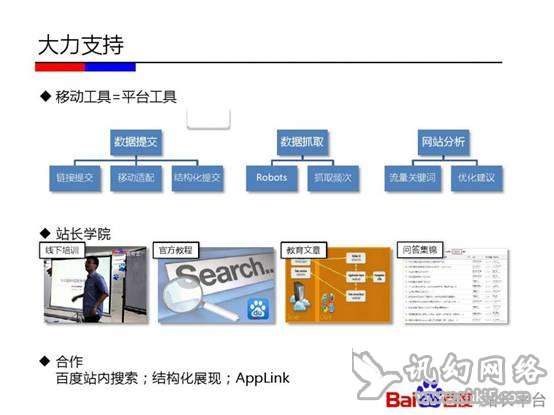 大力支持
◆ 移动工具=平台工具
数据提交
数据抓取
网站分析
链接提交
移动适配
结构化提交
Robots
抓取频次
流量关键词
优化建议
◆ 站长学院
线下培训
官方教程
教育文章
问答集锦
Search...
◆ 合作
百度站内搜索；结构化展现；AppLink
讯幻网络
Bai百度
平台